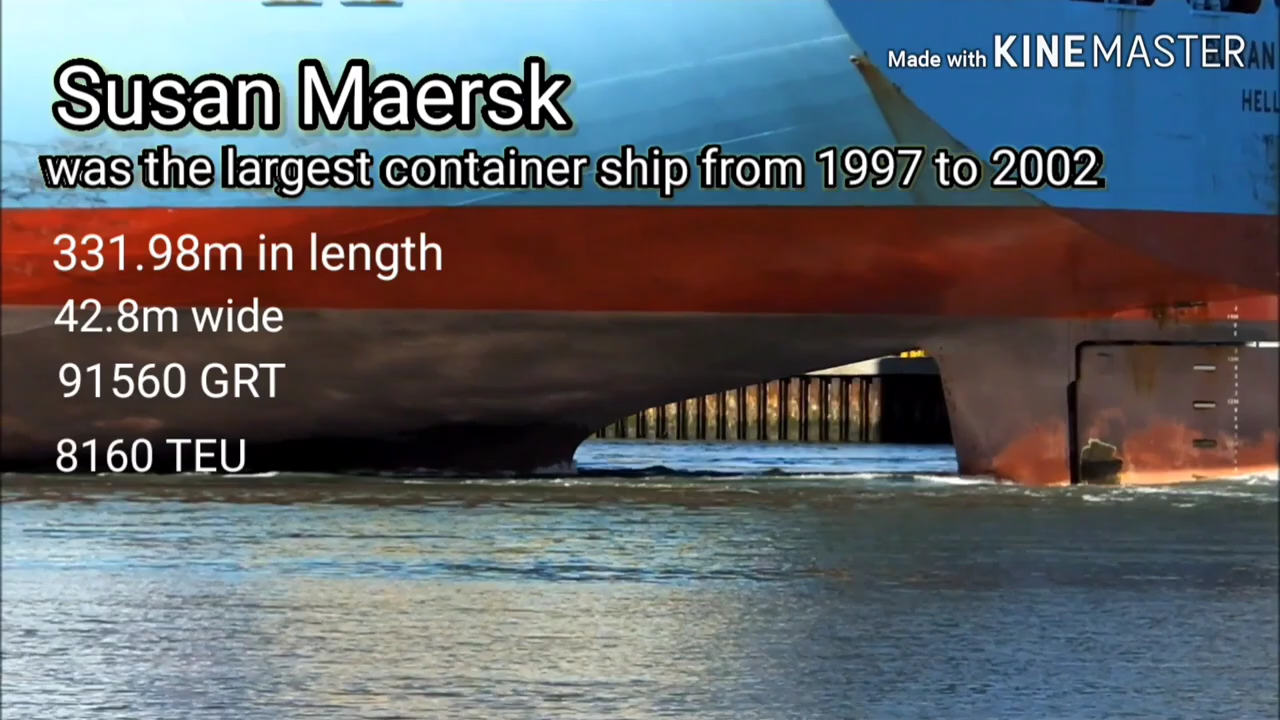 Made with KINEMASTER
Susan Maersk
was the largest container ship from 1997 to 2002
331.98m in length
42.8m wide
91560 GRT
8160 TEU